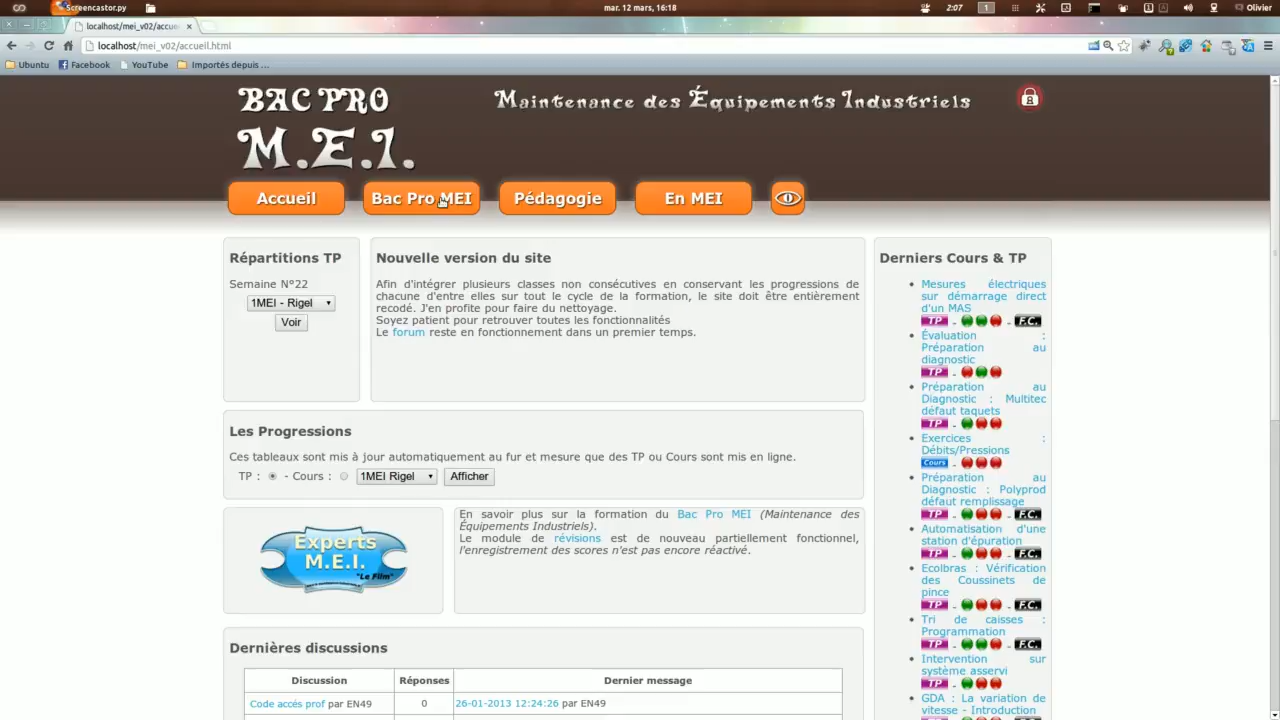 Screencastor.py
mar. 12 mars, 16:18
2:07
1
Olivier
localhost/mei_v02/accue
localhost/mei_v02/accueil.html
Ubuntu
Facebook
YouTube
Importés depuis ...
BAC PRO
M.E.I.
Maintenance des Équipements Industriels
Accueil
Bac Pro MEI
Pédagogie
En MEI
Répartitions TP
Semaine N°22
1MEI - Rigel
Voir
Nouvelle version du site
Afin d'intégrer plusieurs classes non consécutives en conservant les progressions de
chacune d'entre elles sur tout le cycle de la formation, le site doit être entièrement
recodé. J'en profite pour faire du nettoyage.
Soyez patient pour retrouver toutes les fonctionnalités
Le forum reste en fonctionnement dans un premier temps.
Les Progressions
Ces tableaux sont mis à jour automatiquement au fur et mesure que des TP ou Cours sont mis en ligne.
TP : - Cours : 1MEI Rigel Afficher
Experts
M.E.I.
"Le Film"
En savoir plus sur la formation du Bac Pro MEI (Maintenance des
Équipements Industriels).
Le module de révisions est de nouveau partiellement fonctionnel,
l'enregistrement des scores n'est pas encore réactivé.
Dernières discussions
Discussion Réponses Dernier message
Code accès prof par EN49 0 26-01-2013 12:24:26 par EN49
Derniers Cours & TP
Mesures électriques
sur démarrage direct
d'un MAS
TP - - F.C.
Évaluation :
Préparation au
diagnostic
TP -
Préparation au
Diagnostic : Multitec
défaut taquets
TP -
Exercices :
Débits/Pressions
Cours -
Préparation au
Diagnostic : Polyprod
défaut remplissage
TP - - F.C.
Automatisation d'une
station d'épuration
TP - - F.C.
Ecolbras : Vérification
des Coussinets de
pince
TP - - F.C.
Tri de caisses :
Programmation
TP - - F.C.
Intervention sur
système asservi
TP -
GDA : La variation de
vitesse - Introduction